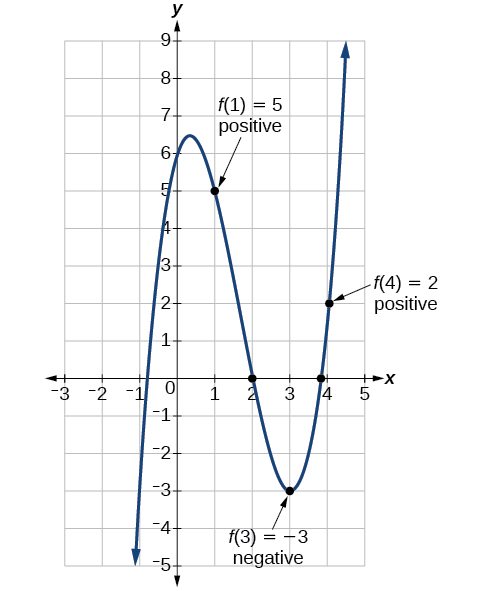 y
9
8
7
f(1) = 5
positive
6
5
4
3
f(4) = 2
2
positive
1
−3 −2 −1 0 1 2 3 4 5 x
−1
−2
−3
−4
f(3) = −3
negative
−5